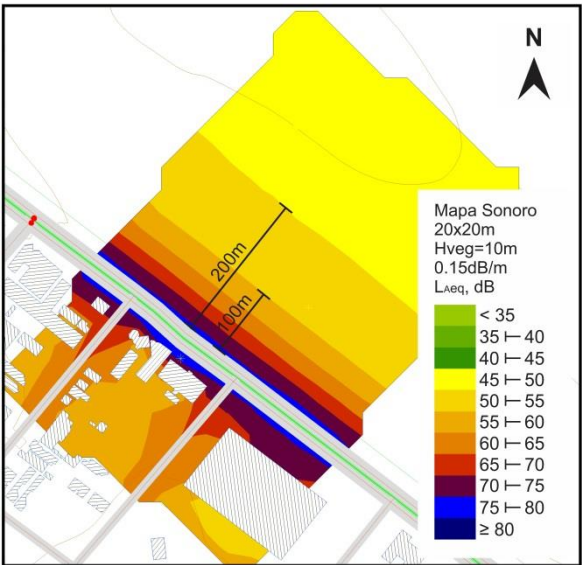 N
200m
100m
Mapa Sonoro
20x20m
Hveg=10m
0.15dB/m
LAeq, dB
< 35
35 ⊢ 40
40 ⊢ 45
45 ⊢ 50
50 ⊢ 55
55 ⊢ 60
60 ⊢ 65
65 ⊢ 70
70 ⊢ 75
75 ⊢ 80
≥ 80